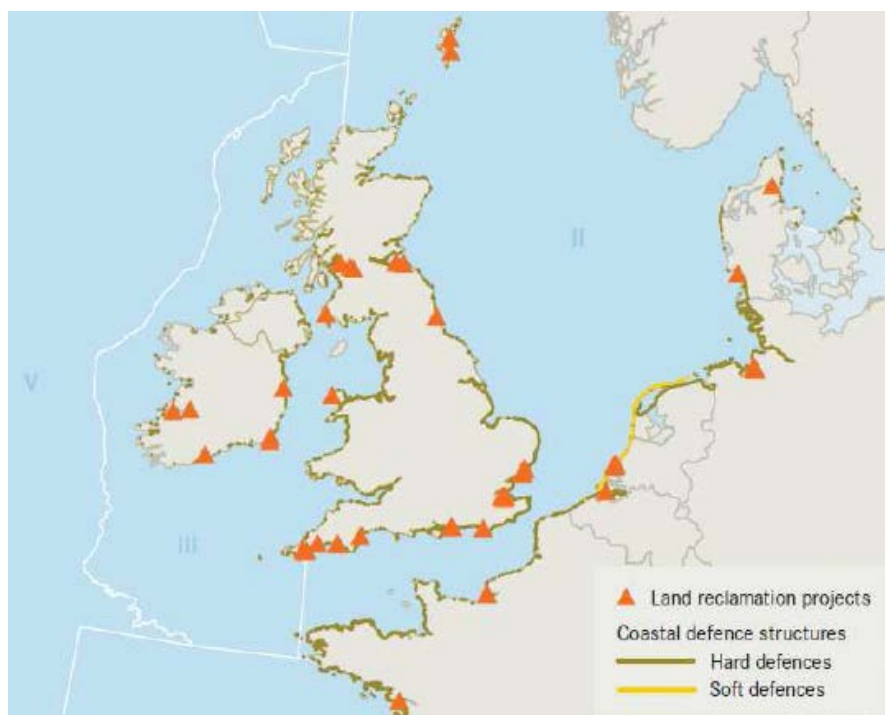 II
V
III
Land reclamation projects
Coastal defence structures
Hard defences
Soft defences